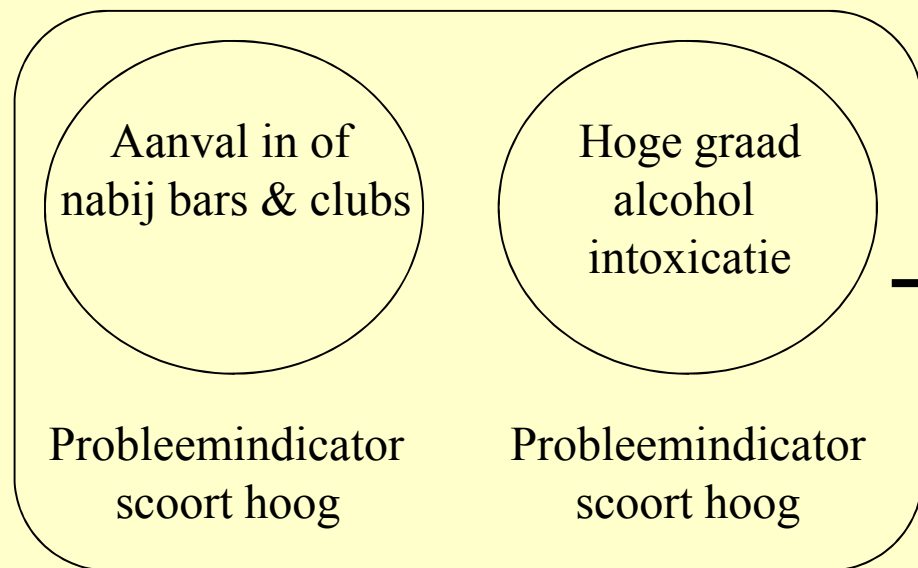 Aanval in of
nabij bars & clubs
Hoge graad
alcohol
intoxicatie
Probleemindicator
scoort hoog
Probleemindicator
scoort hoog